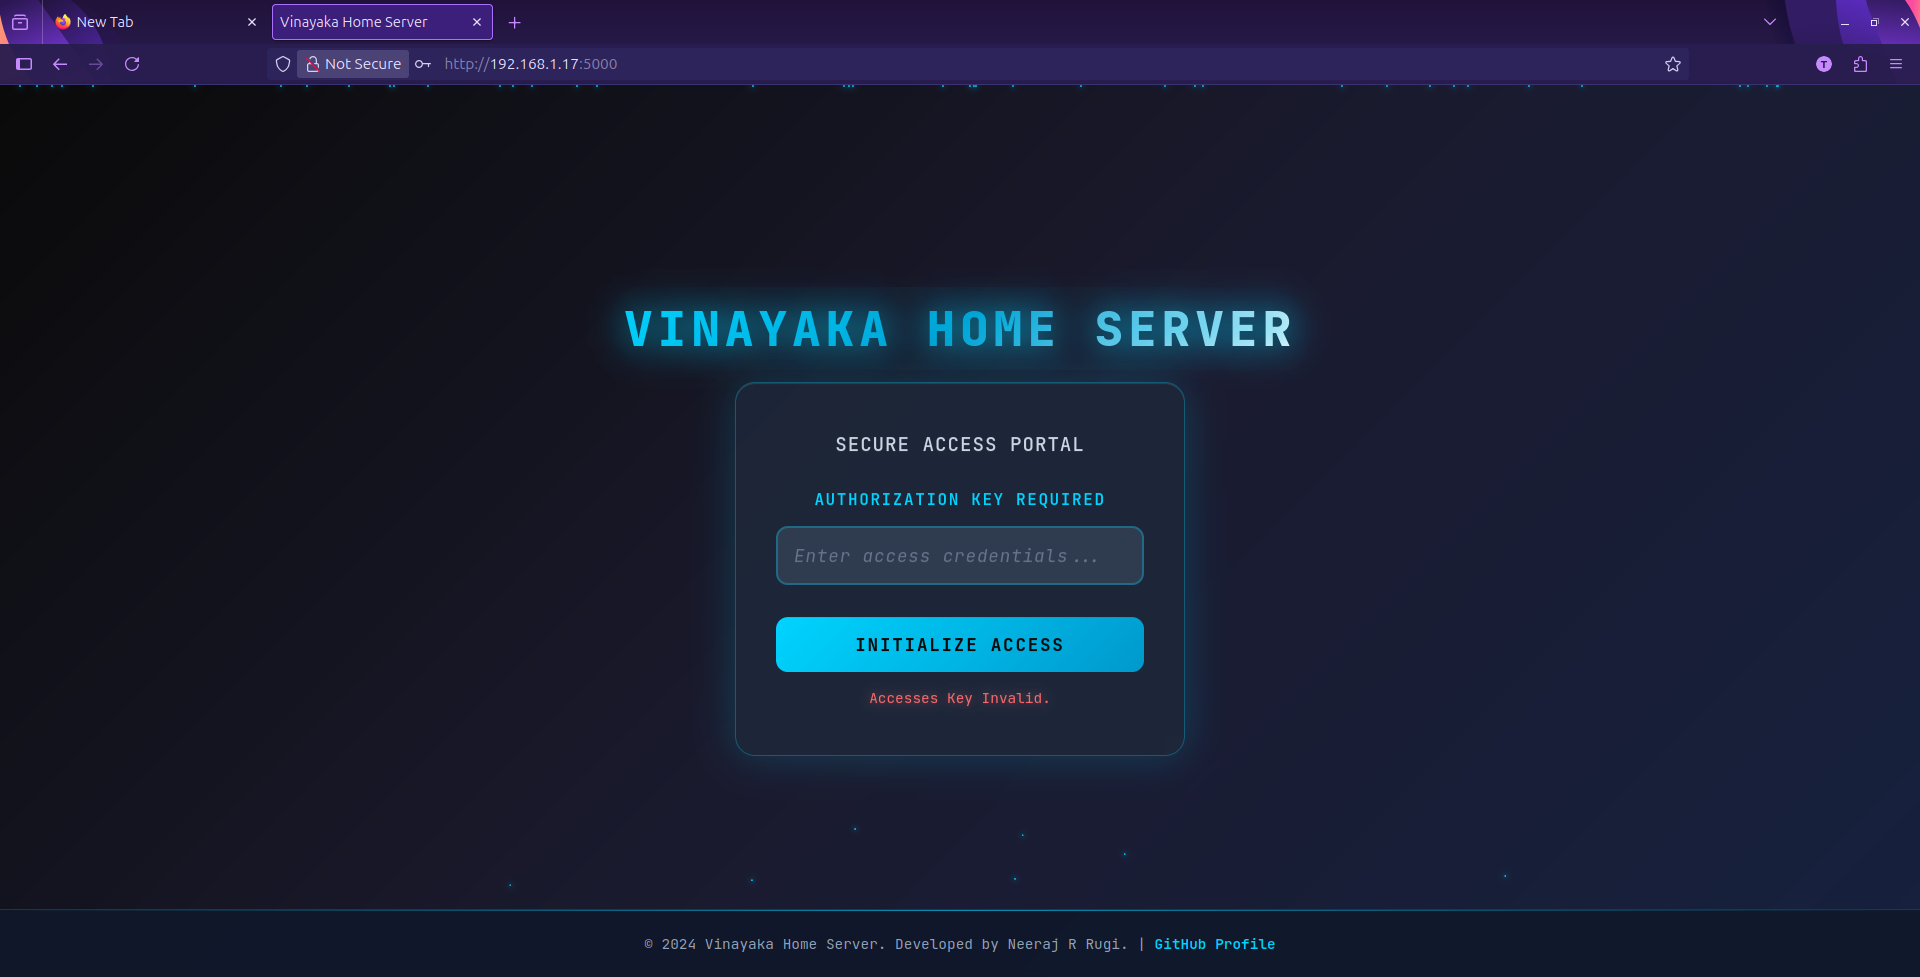 New Tab
Vinayaka Home Server
Not Secure
http://192.168.1.17:5000
T
VINAYAKA HOME SERVER
SECURE ACCESS PORTAL
AUTHORIZATION KEY REQUIRED
Enter access credentials...
INITIALIZE ACCESS
Accesses Key Invalid.
© 2024 Vinayaka Home Server. Developed by Neeraj R Rugi. | GitHub Profile